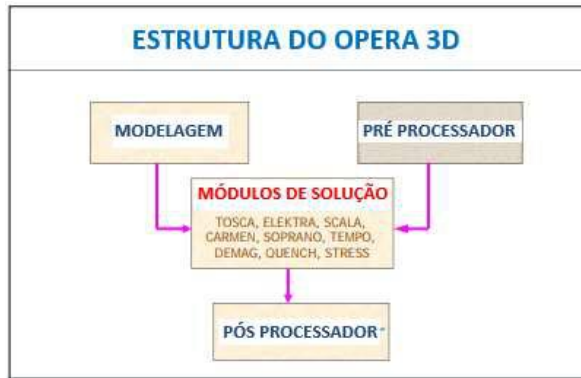 ESTRUTURA DO OPERA 3D
MODELAGEM
PRÉ PROCESSADOR
MÓDULOS DE SOLUÇÃO
TOSCA, ELEKTRA, SCALA,
CARMEN, SOPRANO, TEMPO,
DEMAG, QUENCH, STRESS
PÓS PROCESSADOR